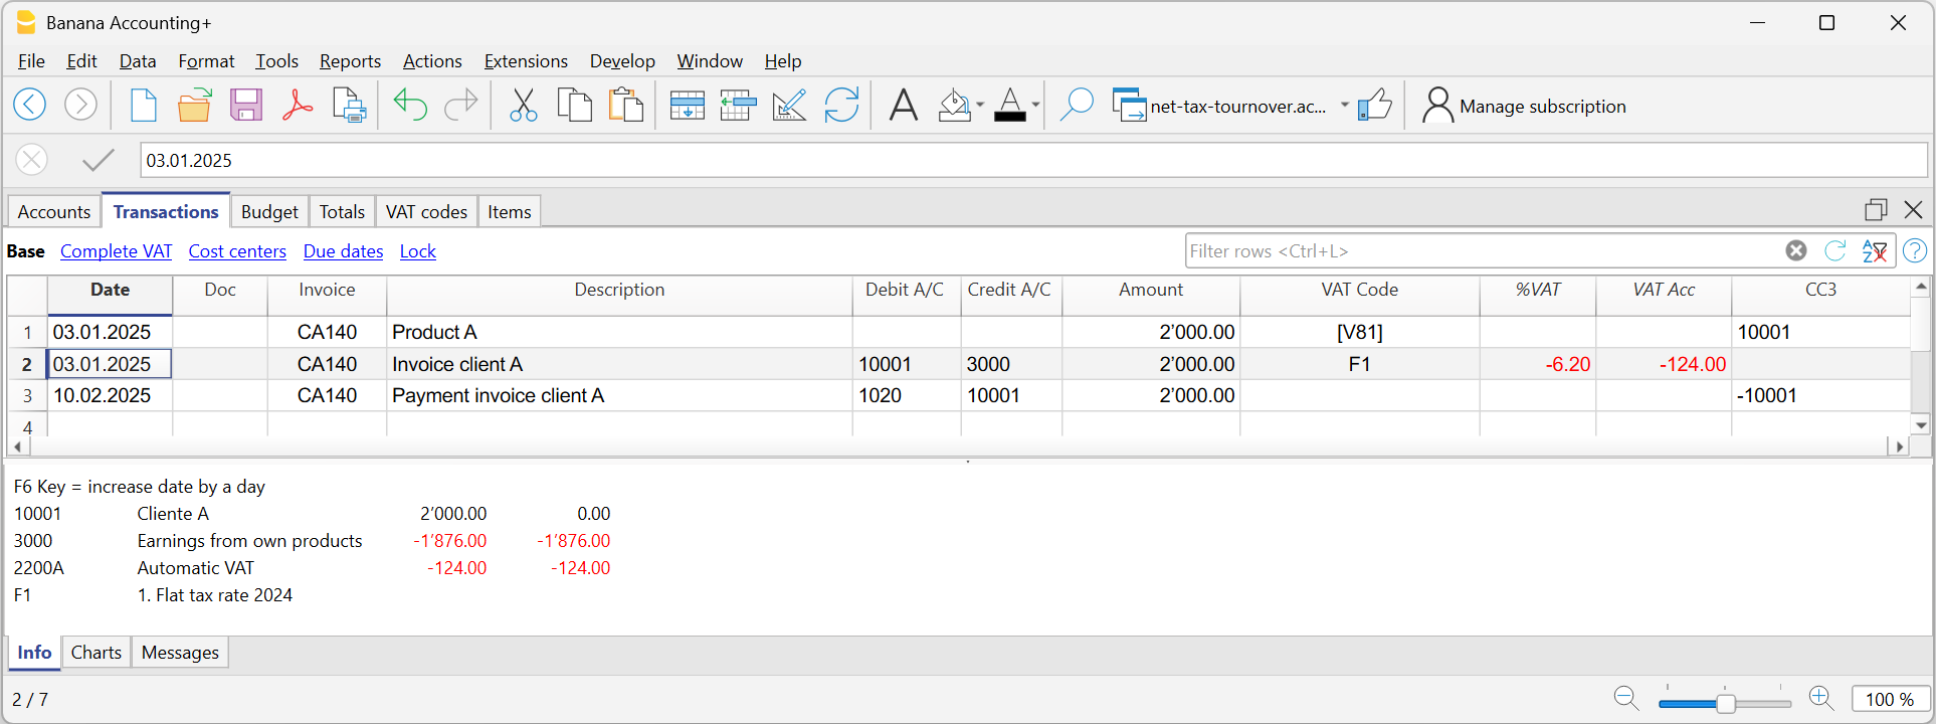 Banana Accounting+
File Edit Data Format Tools Reports Actions Extensions Develop Window Help
net-tax-tournover.ac... Manage subscription
03.01.2025
Accounts Transactions Budget Totals VAT codes Items
Base Complete VAT Cost centers Due dates Lock Filter rows <Ctrl+L>
Date Doc Invoice Description Debit A/C Credit A/C Amount VAT Code %VAT VAT Acc CC3
1 03.01.2025 CA140 Product A 2’000.00 [V81] 10001
2 03.01.2025 CA140 Invoice client A 10001 3000 2’000.00 F1 -6.20 -124.00
3 10.02.2025 CA140 Payment invoice client A 1020 10001 2’000.00 -10001
4
F6 Key = increase date by a day
10001 Cliente A 2’000.00 0.00
3000 Earnings from own products -1’876.00 -1’876.00
2200A Automatic VAT -124.00 -124.00
F1 1. Flat tax rate 2024
Info Charts Messages
2 / 7 100 %